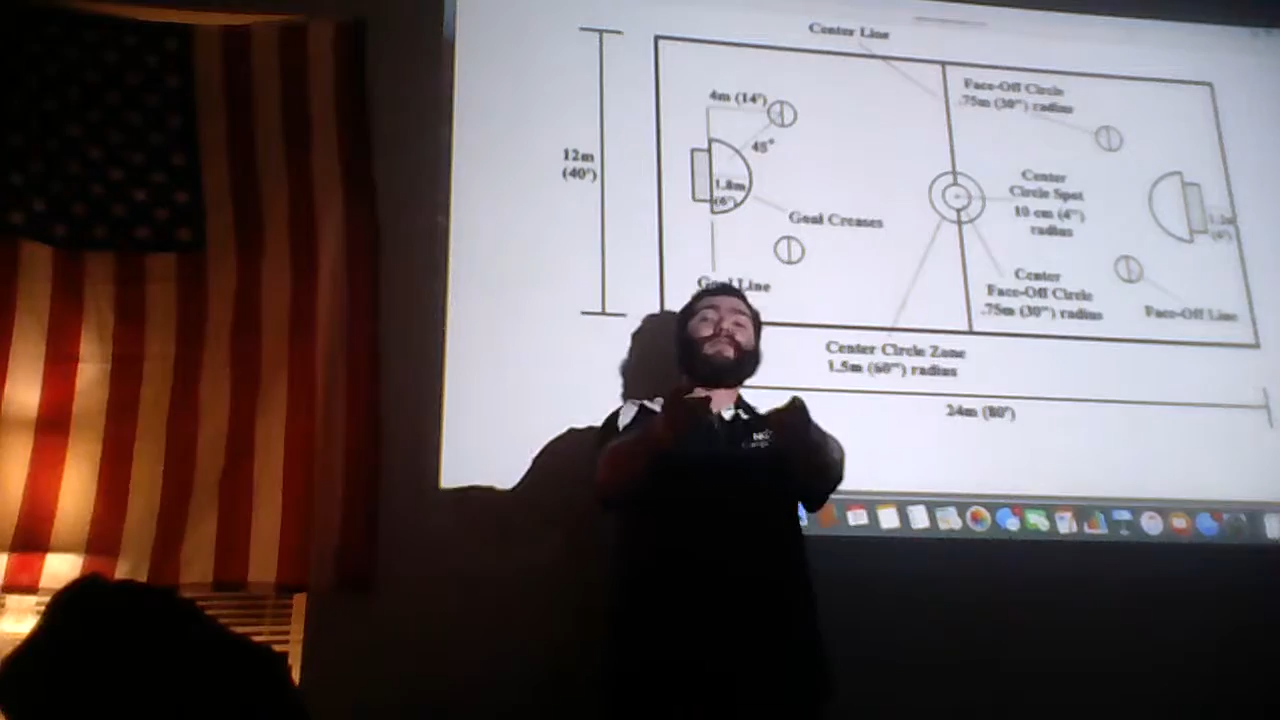 Center Line
Face-Off Circle
.75m (30") radius
4m (14')
45°
12m
(40')
1.8m
(6')
Goal Creases
Center
Circle Spot
10 cm (4")
radius
Goal Line
Center
Face-Off Circle
.75m (30") radius
Face-Off Line
Center Circle Zone
1.5m (60") radius
24m (80')